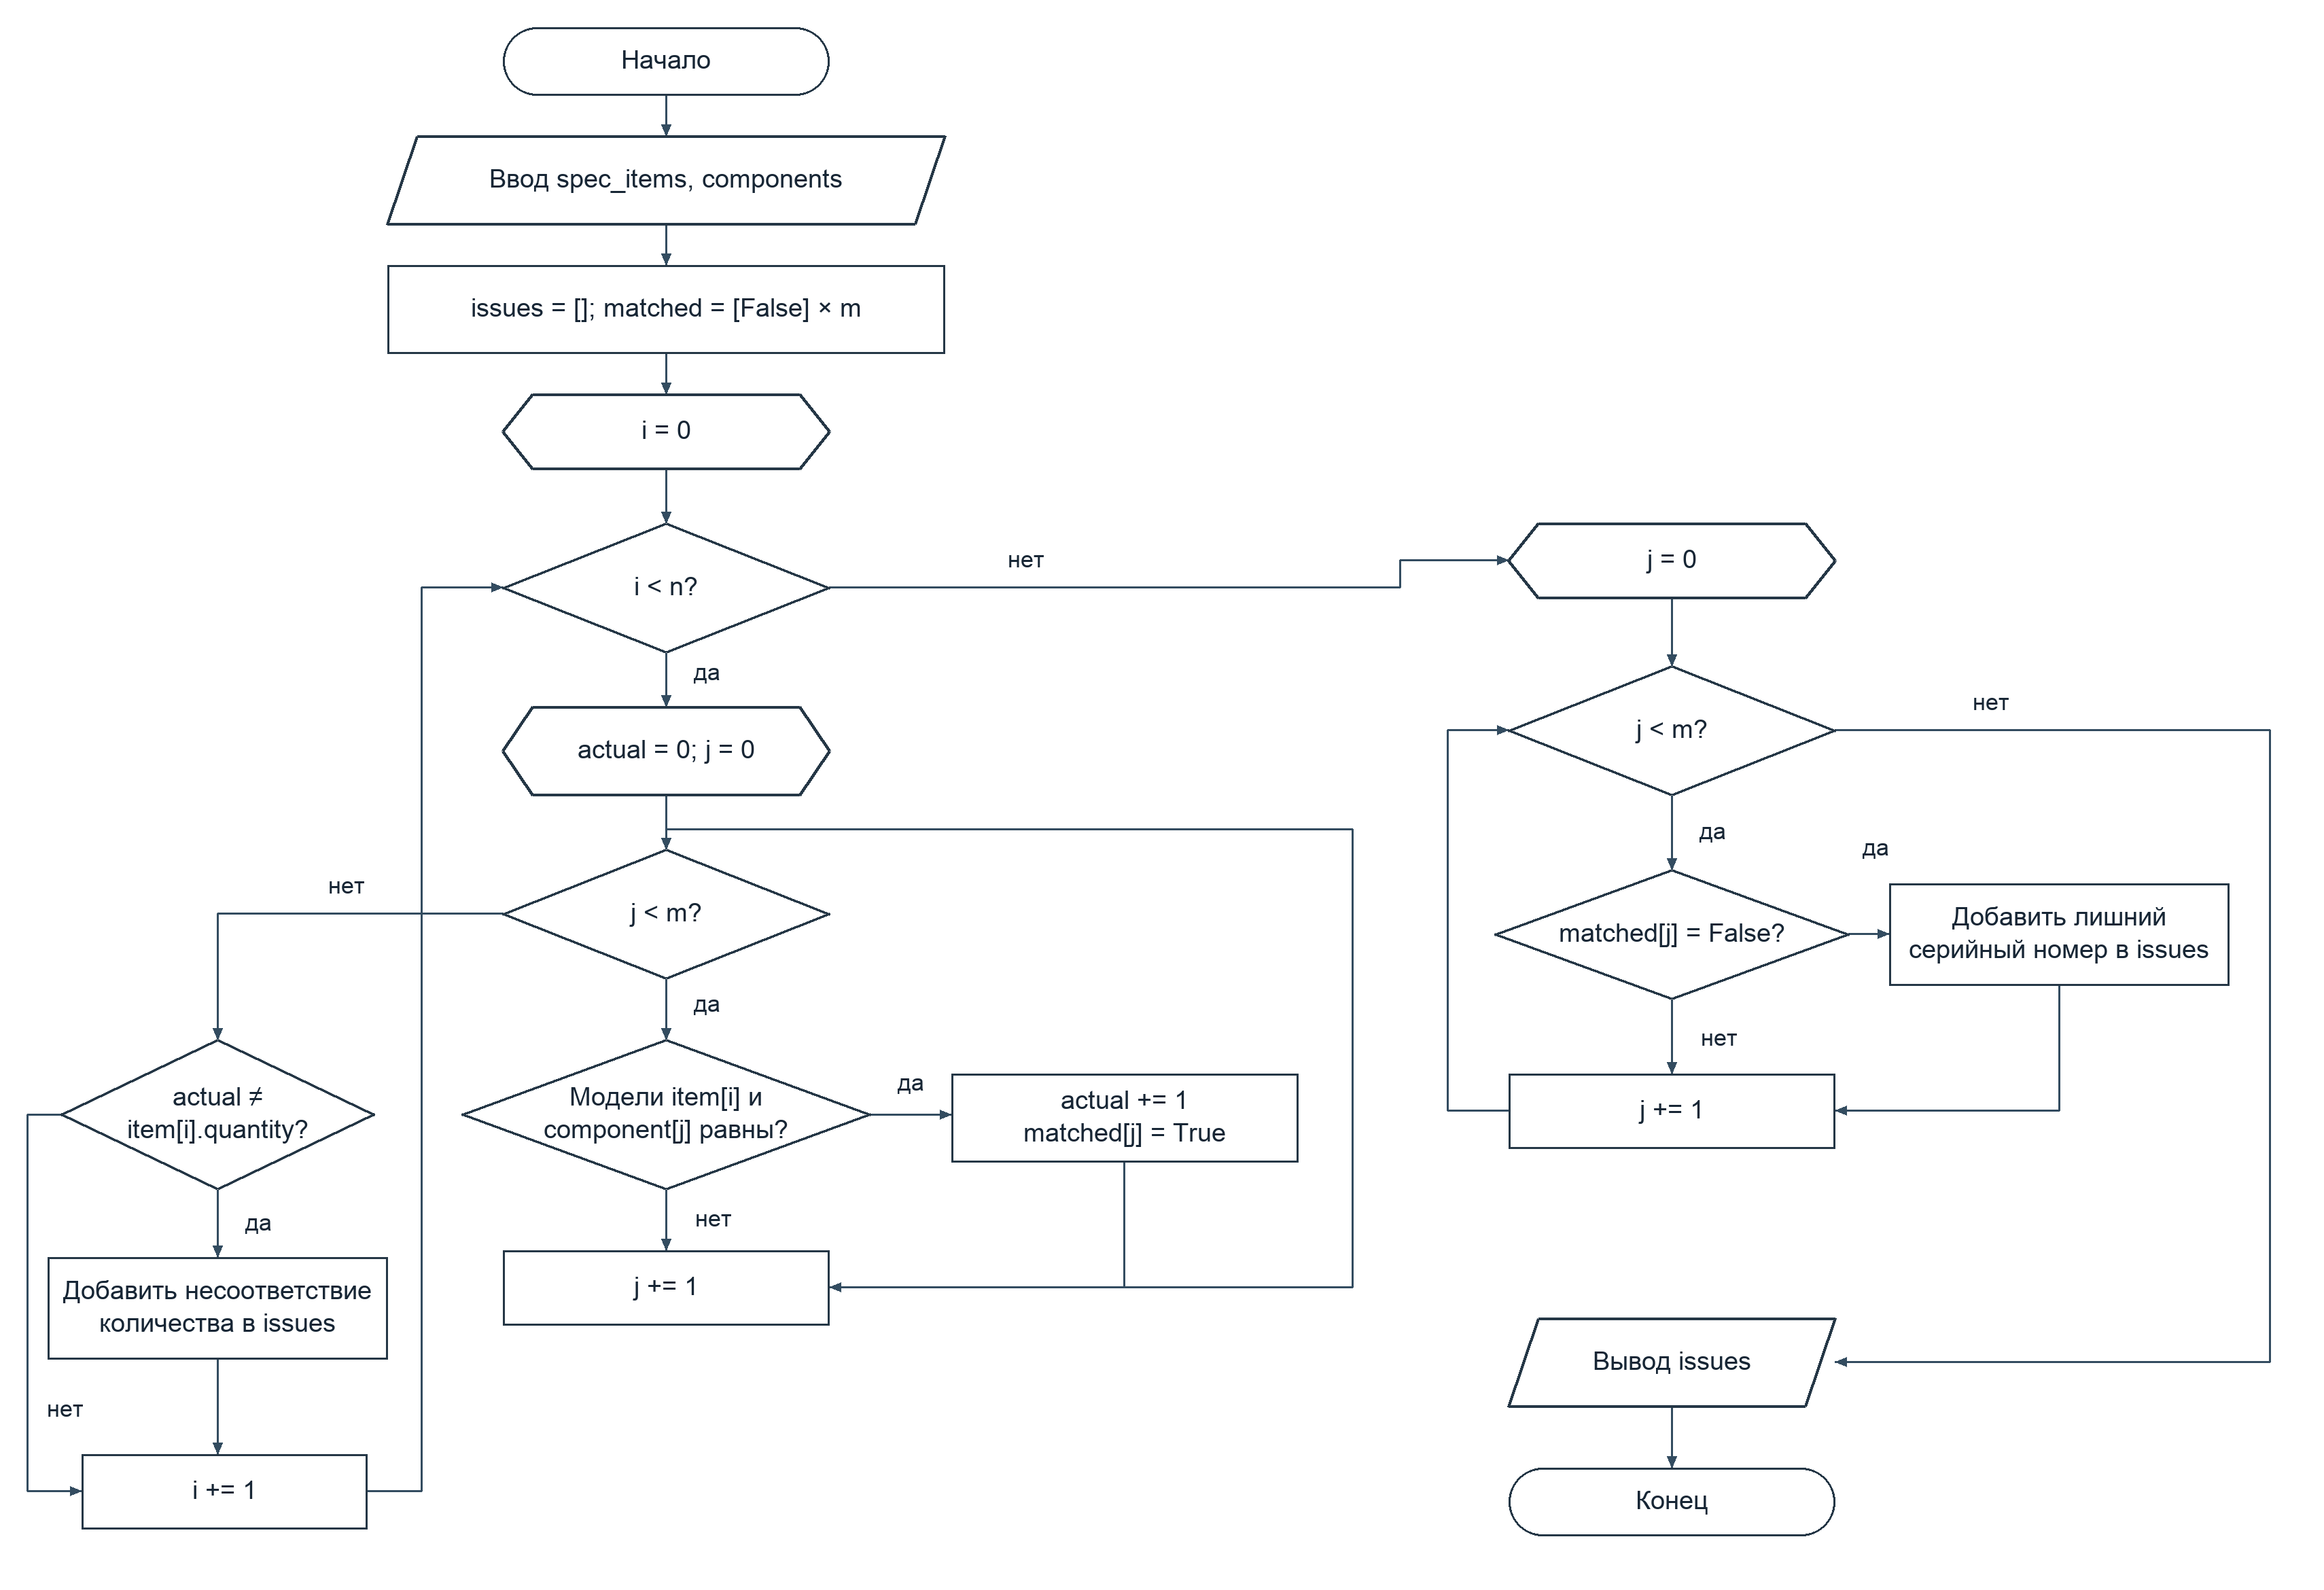 Начало
Ввод spec_items, components
issues = []; matched = [False] × m
i = 0
i < n?
нет
да
actual = 0; j = 0
j < m?
нет
да
Модели item[i] и
component[j] равны?
да
actual += 1
matched[j] = True
нет
j += 1
actual ≠
item[i].quantity?
да
Добавить несоответствие
количества в issues
нет
i += 1
j = 0
j < m?
нет
да
matched[j] = False?
да
Добавить лишний
серийный номер в issues
нет
j += 1
Вывод issues
Конец